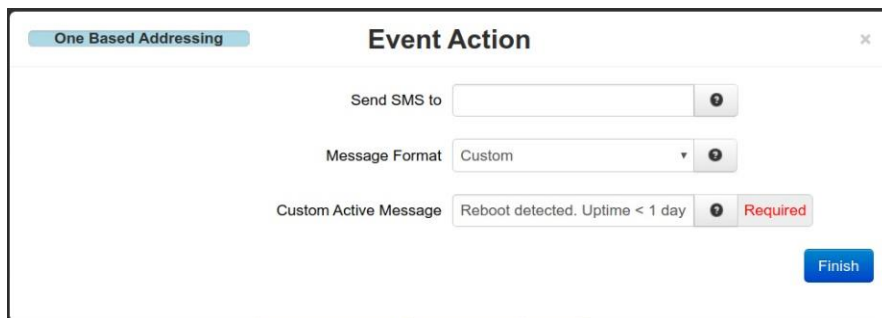 One Based Addressing
Event Action
×
Send SMS to
Message Format
Custom
Custom Active Message
Reboot detected. Uptime < 1 day
Required
Finish